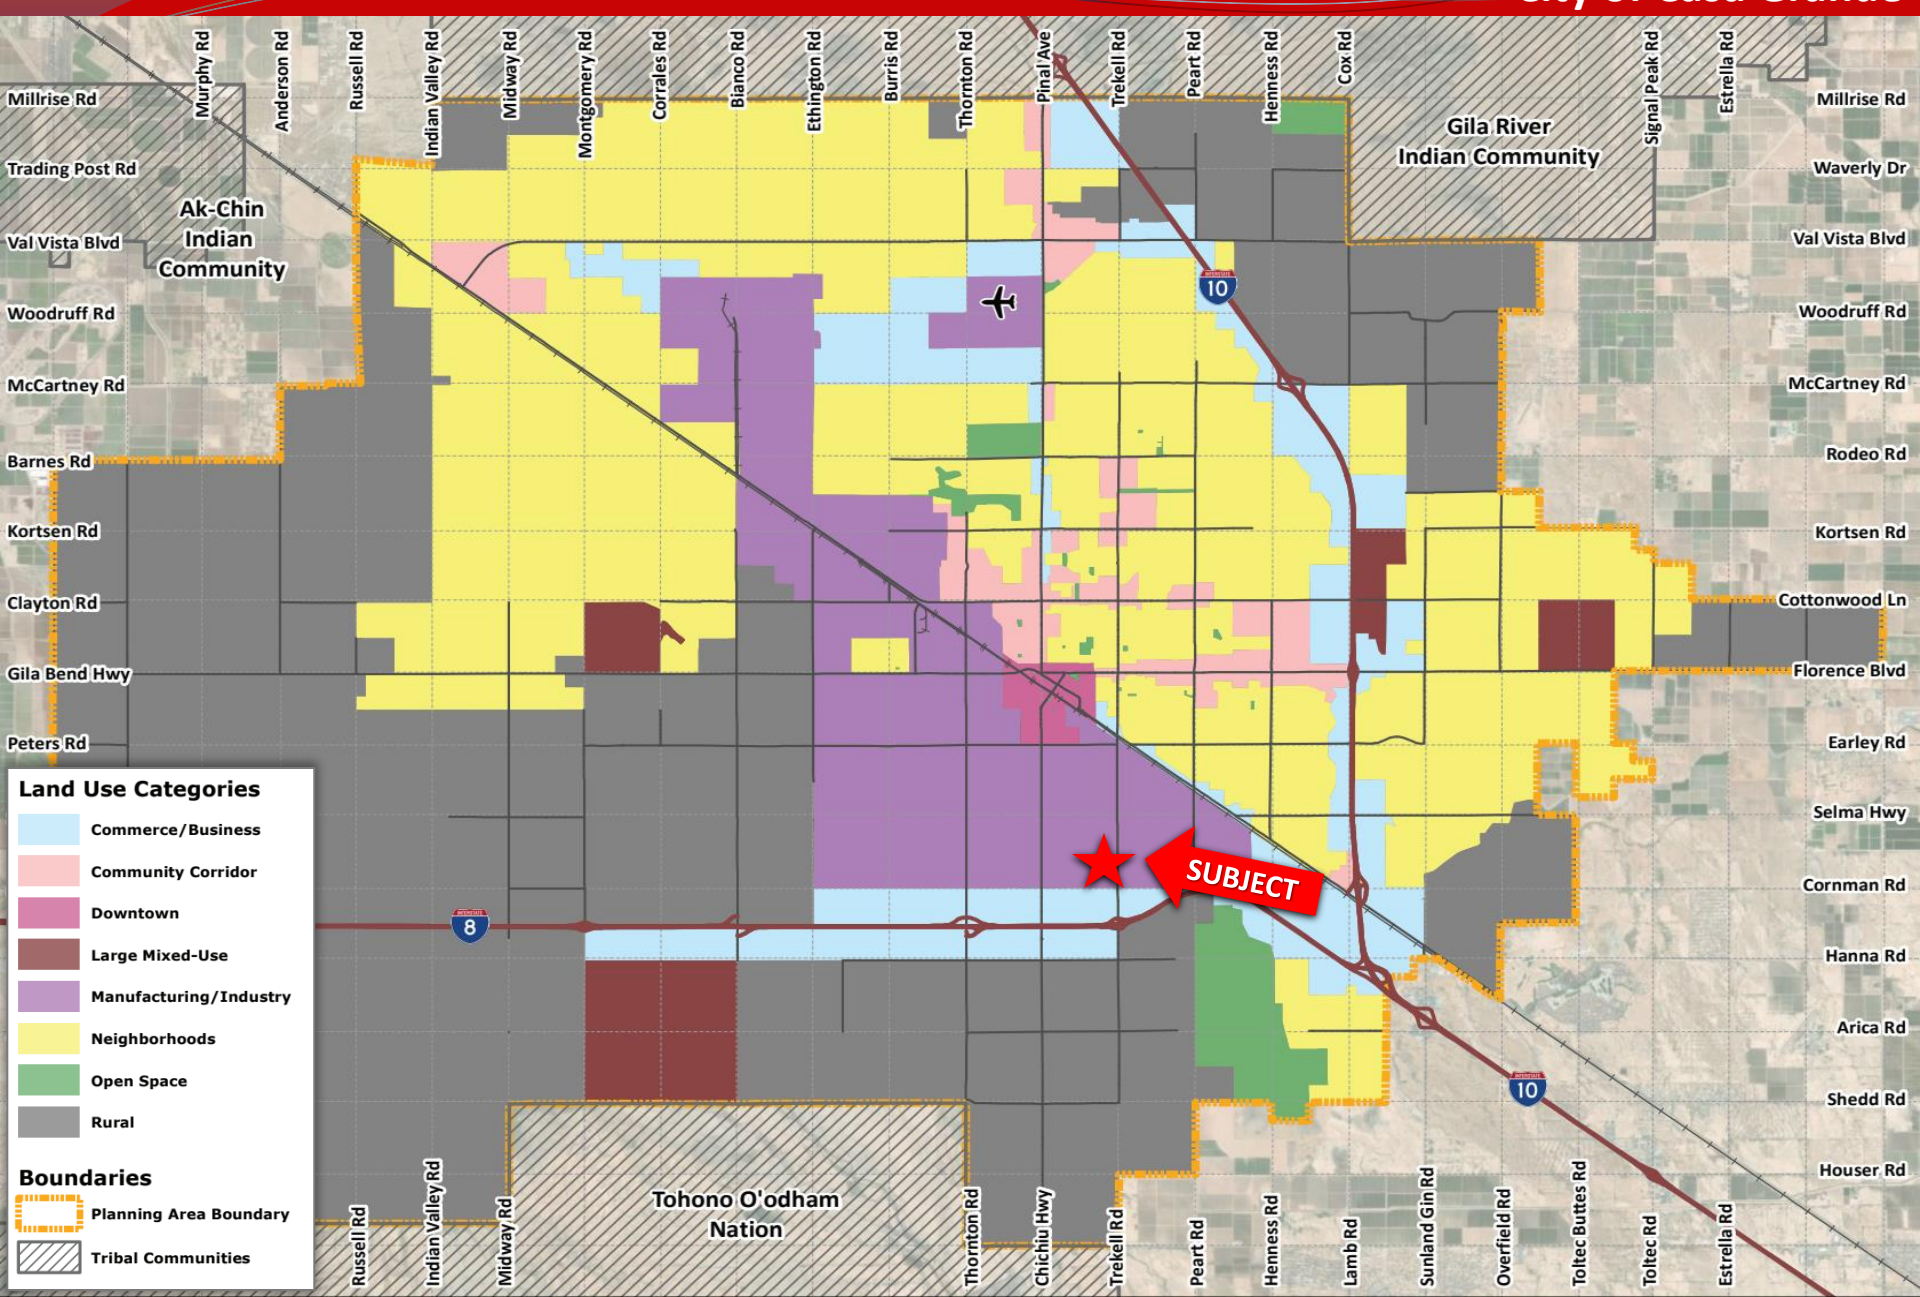 City of Casa Grande
Murphy Rd
Anderson Rd
Russell Rd
Indian Valley Rd
Midway Rd
Montgomery Rd
Corrales Rd
Bianco Rd
Ethington Rd
Burris Rd
Thornton Rd
Pinal Ave
Trekell Rd
Peart Rd
Henness Rd
Cox Rd
Signal Peak Rd
Estrella Rd
Millrise Rd
Trading Post Rd
Val Vista Blvd
Woodruff Rd
McCartney Rd
Barnes Rd
Kortsen Rd
Clayton Rd
Gila Bend Hwy
Peters Rd
Ak-Chin
Indian
Community
Gila River
Indian Community
Millrise Rd
Waverly Dr
Val Vista Blvd
Woodruff Rd
McCartney Rd
Rodeo Rd
Kortsen Rd
Cottonwood Ln
Florence Blvd
Earley Rd
Selma Hwy
Cornman Rd
Hanna Rd
Arica Rd
Shedd Rd
Houser Rd
INTERSTATE
10
SUBJECT
INTERSTATE
8
INTERSTATE
10
Land Use Categories
Commerce/Business
Community Corridor
Downtown
Large Mixed-Use
Manufacturing/Industry
Neighborhoods
Open Space
Rural
Boundaries
Planning Area Boundary
Tribal Communities
Tohono O'odham
Nation
Russell Rd
Indian Valley Rd
Midway Rd
Thornton Rd
Chichiu Hwy
Trekell Rd
Peart Rd
Henness Rd
Lamb Rd
Sunland Gin Rd
Overfield Rd
Toltec Buttes Rd
Toltec Rd
Estrella Rd